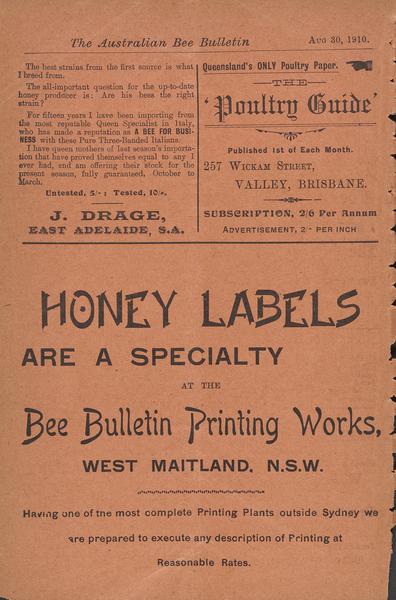 The Australian Bee Bulletin AUG 30, 1910.
The best strains from the first source is what
I breed from.
The all-important question for the up-to-date
honey producer is: Are his bees the right
strain?
For fifteen years I have been importing from
the most reputable Queen Specialist in Italy,
who has made a reputation as A BEE FOR BUSI-
NESS with these Pure Three-Banded Italians.
I have queen mothers of last season's importa-
tion that have proved themselves equal to any I
ever had, and am offering their stock for the
present season, fully guaranteed, October to
March.
Untested, 5/- ; Tested, 10/-.
J. DRAGE,
EAST ADELAIDE, S.A.
Queensland's ONLY Poultry Paper.
THE
'Poultry Guide'
Published 1st of Each Month.
257 WICKAM STREET,
VALLEY, BRISBANE.
SUBSCRIPTION, 2/6 Per Annum
ADVERTISEMENT, 2/- PER INCH
HONEY LABELS
ARE A SPECIALTY
AT THE
Bee Bulletin Printing Works,
WEST MAITLAND, N.S.W.
Having one of the most complete Printing Plants outside Sydney we
are prepared to execute any description of Printing at
Reasonable Rates.